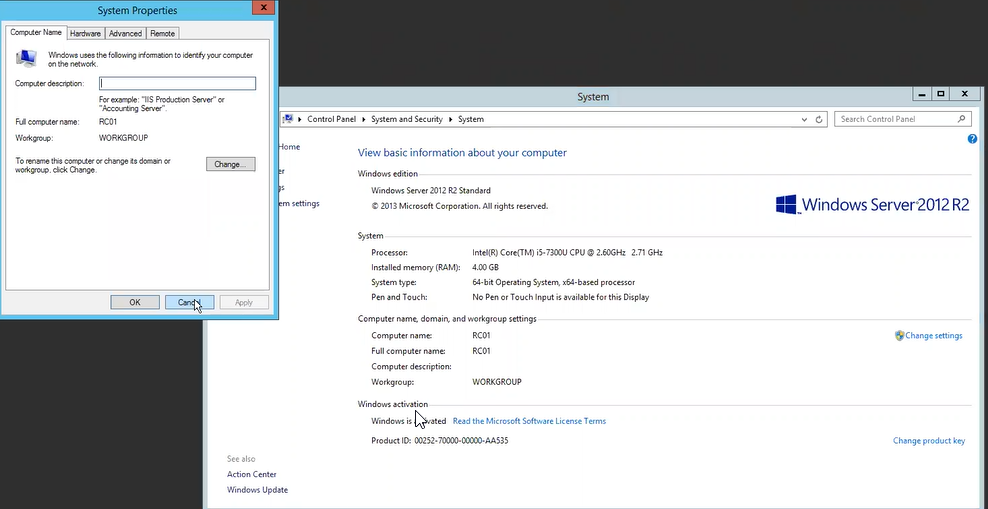 System Properties
Computer Name Hardware Advanced Remote
Windows uses the following information to identify your computer
on the network.
Computer description:
For example: "IIS Production Server" or
"Accounting Server".
Full computer name: RC01
Workgroup: WORKGROUP
To rename this computer or change its domain or
workgroup, click Change.
Change...
OK Cancel Apply
System
Control Panel System and Security System
Search Control Panel
Home
er
gs
em settings
View basic information about your computer
Windows edition
Windows Server 2012 R2 Standard
© 2013 Microsoft Corporation. All rights reserved.
Windows Server 2012 R2
System
Processor: Intel(R) Core(TM) i5-7300U CPU @ 2.60GHz 2.71 GHz
Installed memory (RAM): 4.00 GB
System type: 64-bit Operating System, x64-based processor
Pen and Touch: No Pen or Touch Input is available for this Display
Computer name, domain, and workgroup settings
Computer name: RC01
Change settings
Full computer name: RC01
Computer description:
Workgroup: WORKGROUP
Windows activation
Windows is activated Read the Microsoft Software License Terms
Product ID: 00252-70000-00000-AA535
Change product key
See also
Action Center
Windows Update